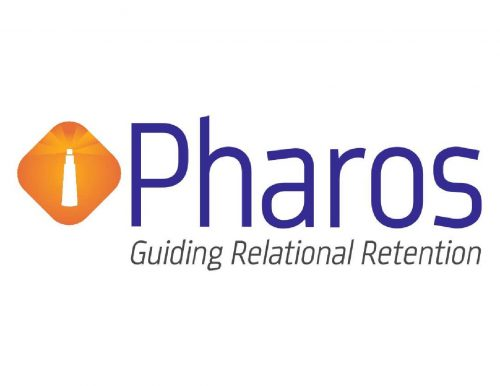 Pharos
Guiding Relational Retention